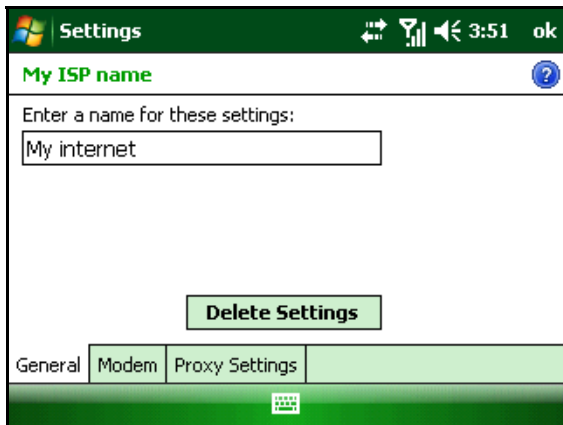 Settings 3:51 ok
My ISP name ?
Enter a name for these settings:
My internet
Delete Settings
General Modem Proxy Settings